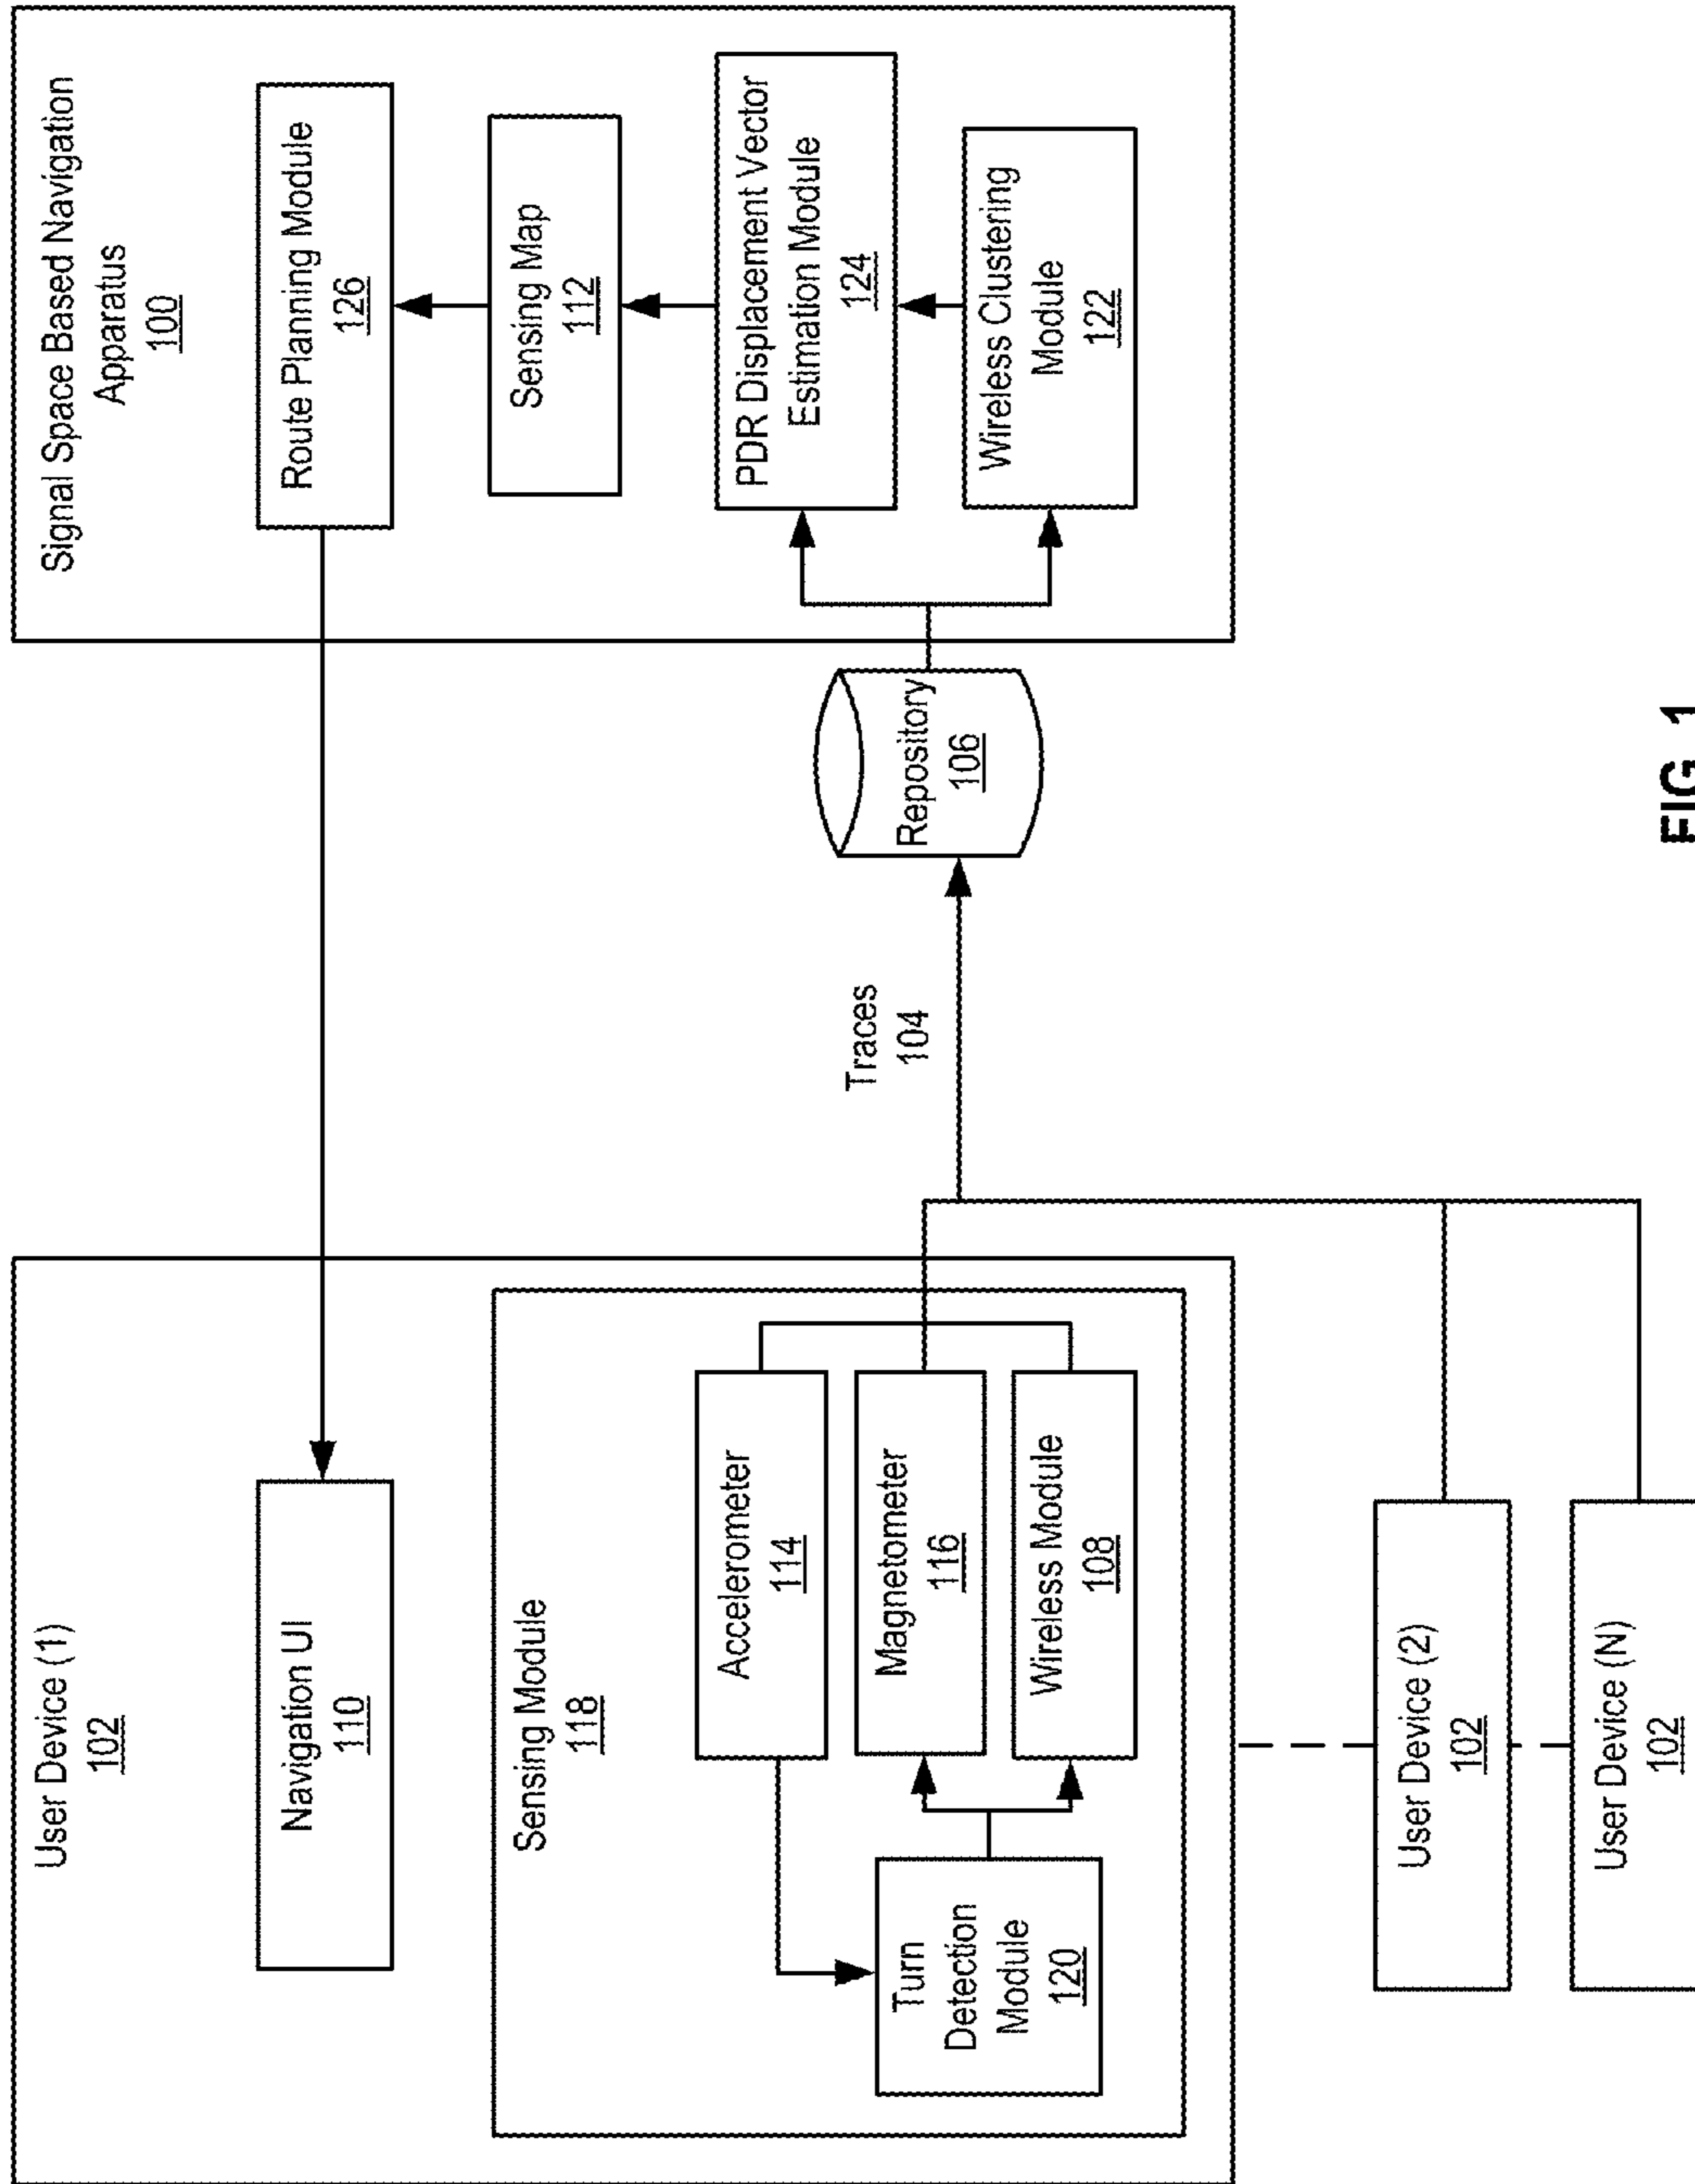 User Device (1)
102
Navigation UI
110
Sensing Module
118
Accelerometer
114
Magnetometer
116
Wireless Module
108
Turn
Detection
Module
120
User Device (2)
102
User Device (N)
102
Traces
104
Repository
106
Signal Space Based Navigation
Apparatus
100
Route Planning Module
126
Sensing Map
112
PDR Displacement Vector
Estimation Module
124
Wireless Clustering
Module
122
FIG. 1